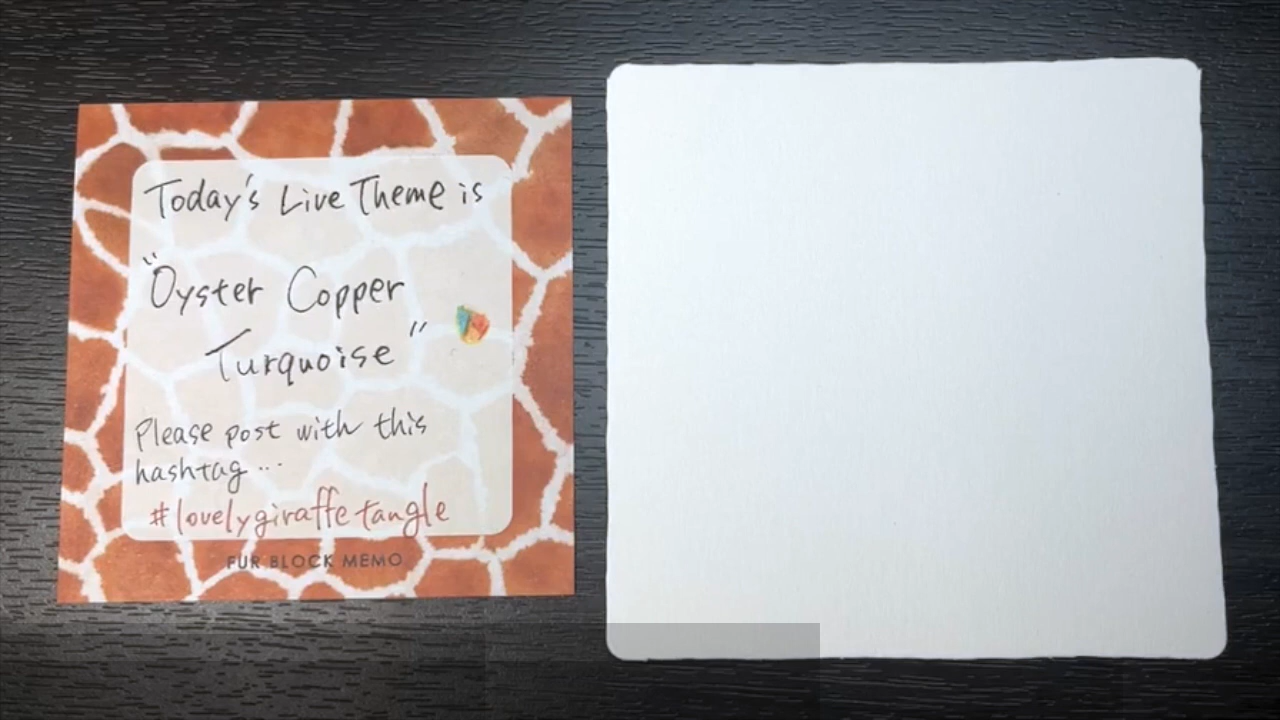 Today's Live Theme is
"Oyster Copper
Turquoise"
Please post with this
hashtag ...
#lovelygiraffetangle
FUR BLOCK MEMO